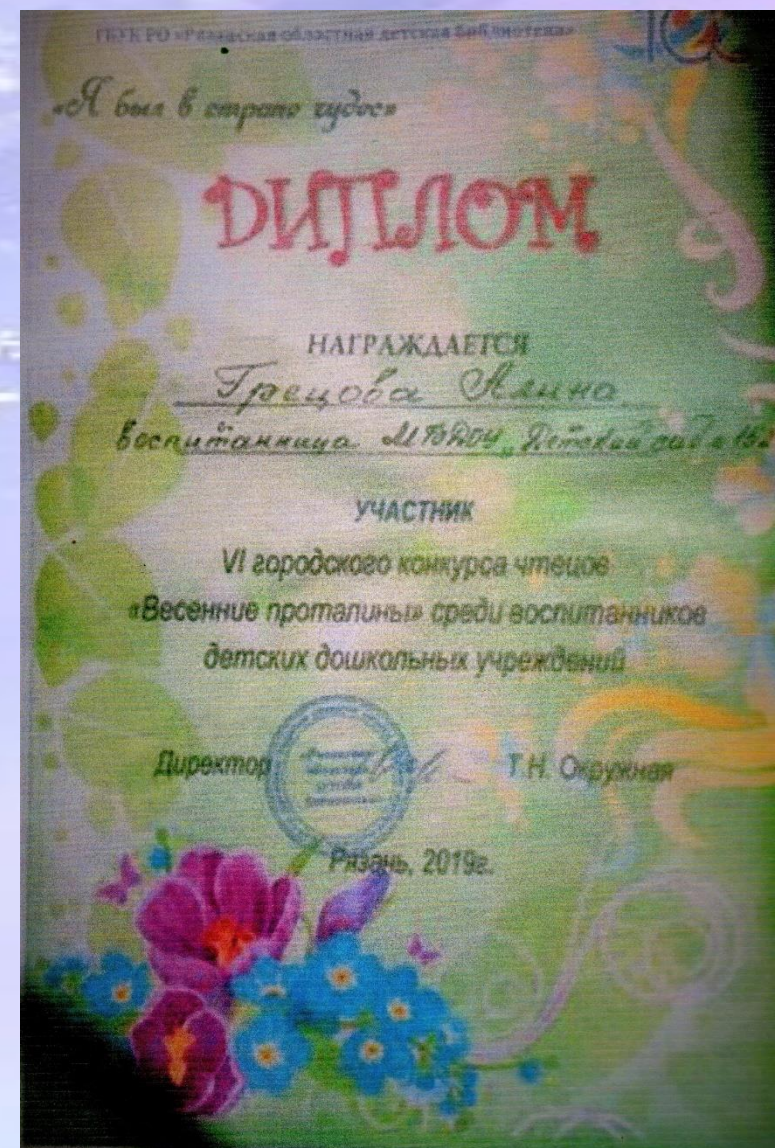 ГБУК РО «Рязанская областная детская библиотека»
«Я был в стране чудес»
ДИПЛОМ
НАГРАЖДАЕТСЯ
Грецова Алина
воспитанница МБДОУ „Детский сад
УЧАСТНИК
VI городского конкурса чтецов
«Весенние проталины» среди воспитанников
детских дошкольных учреждений
Директор Т.Н. Окружная
Рязань, 2019г.